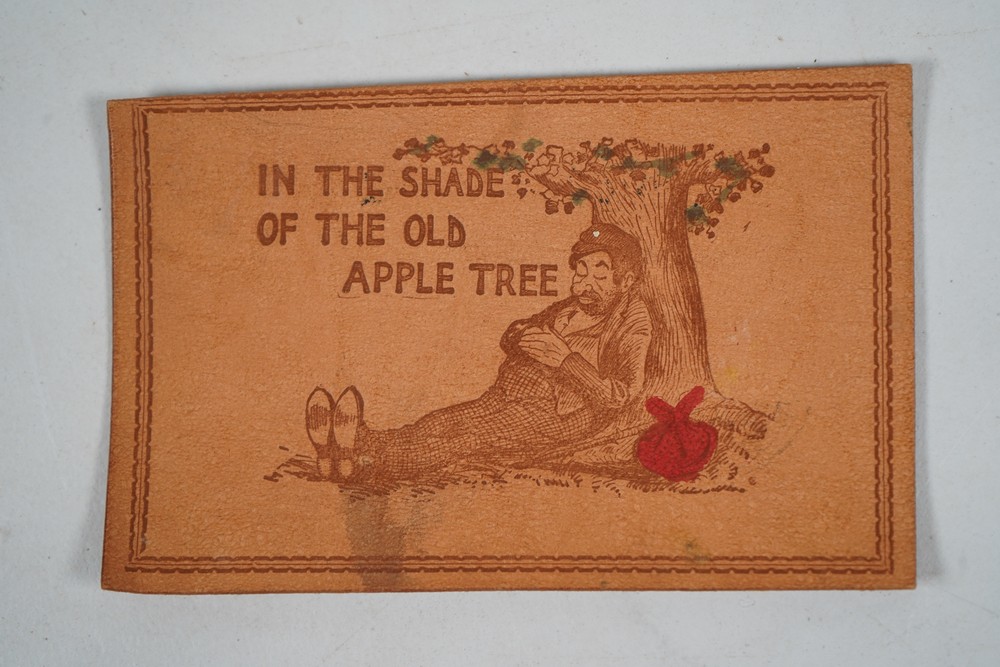 IN THE SHADE
OF THE OLD
APPLE TREE